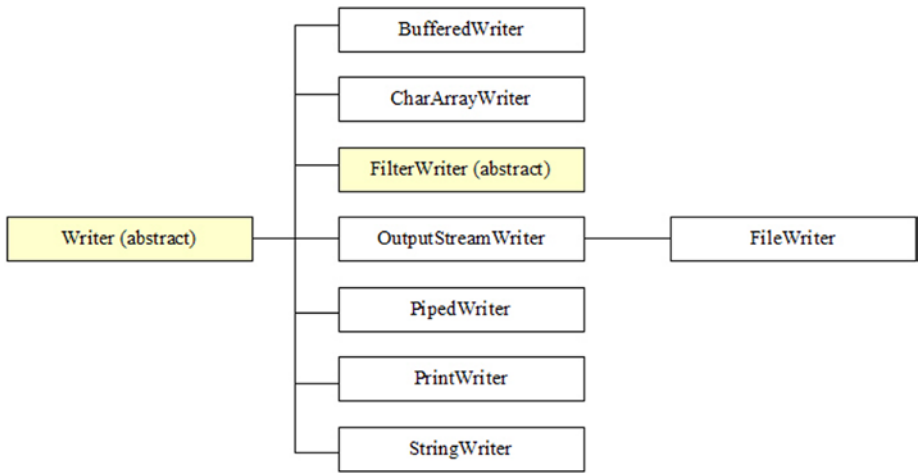 BufferedWriter
CharArrayWriter
FilterWriter (abstract)
Writer (abstract)
OutputStreamWriter
FileWriter
PipedWriter
PrintWriter
StringWriter